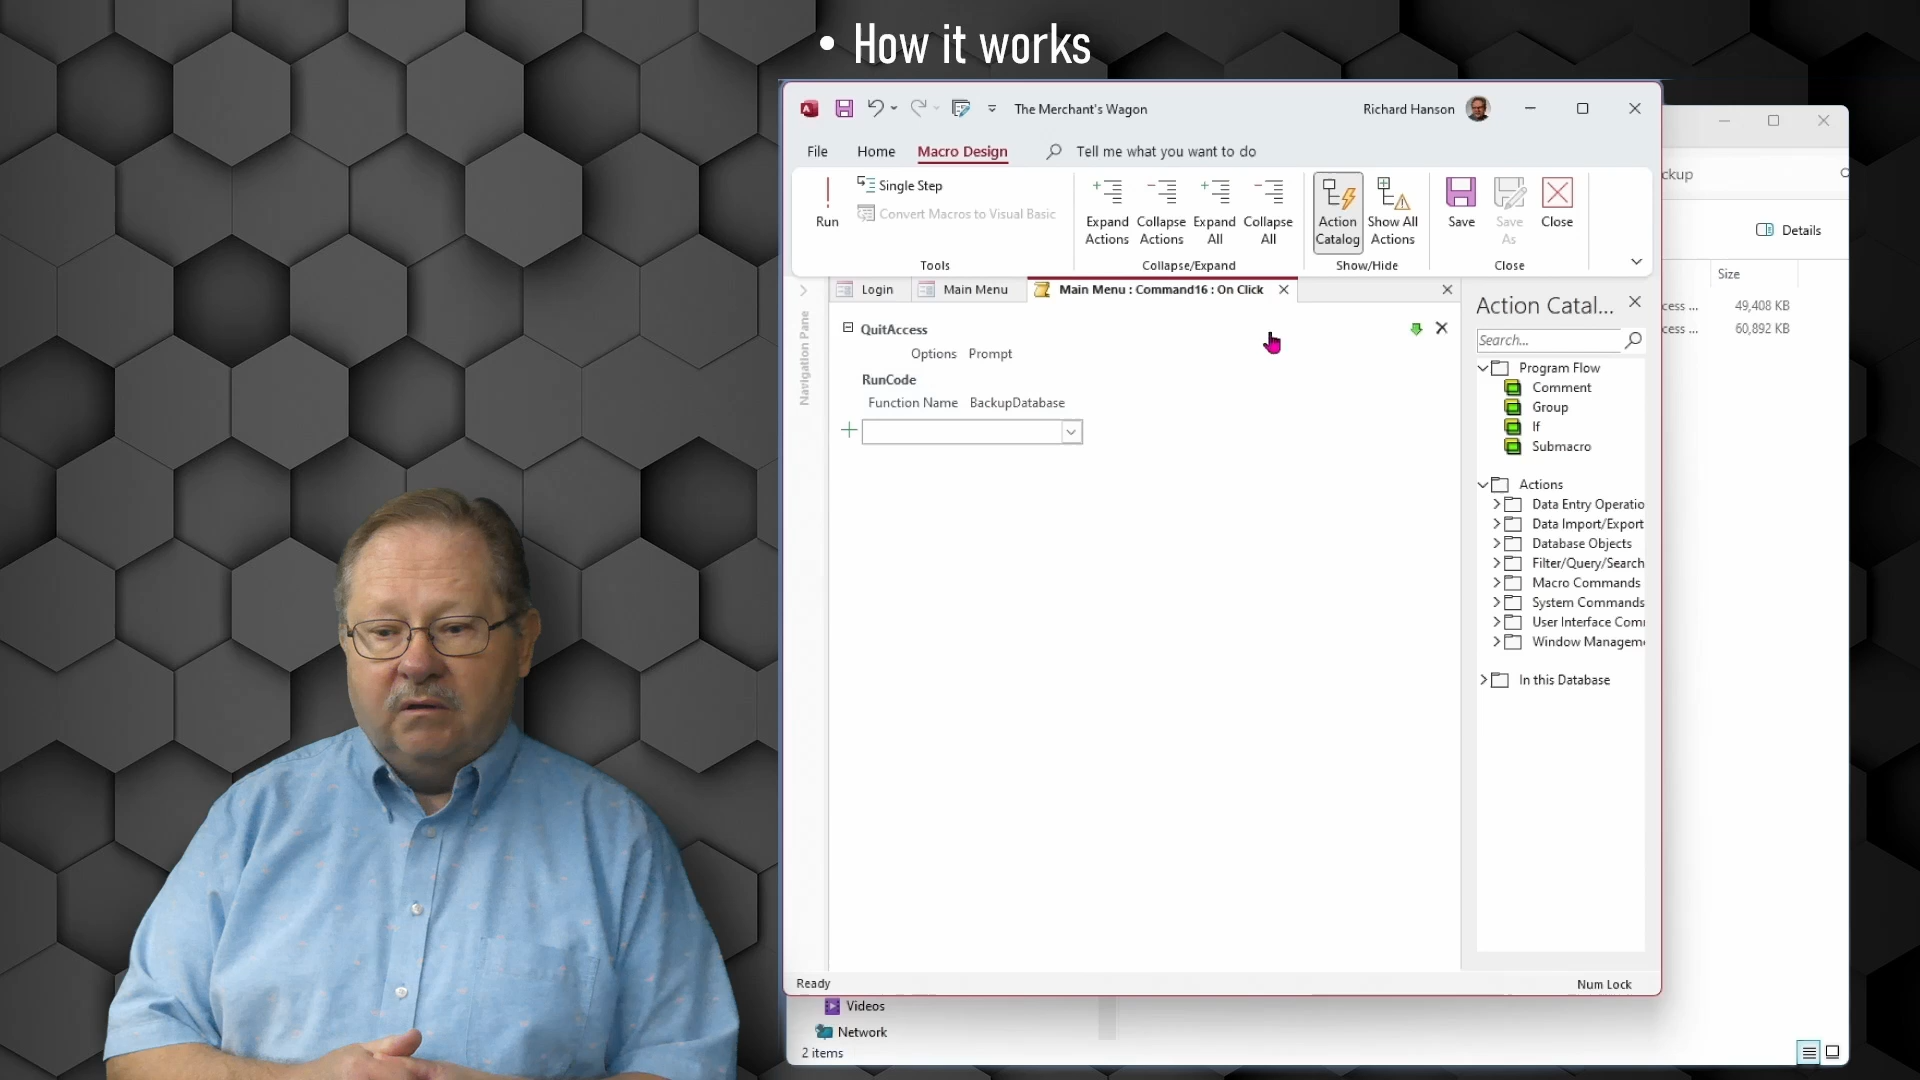 • How it works
The Merchant's Wagon
Richard Hanson
File Home Macro Design Tell me what you want to do
Run
Single Step
Convert Macros to Visual Basic
Tools
Expand Actions
Collapse Actions
Expand All
Collapse All
Collapse/Expand
Action Catalog
Show All Actions
Show/Hide
Save
Save As
Close
Close
Login
Main Menu
Main Menu : Command16 : On Click
Navigation Pane
QuitAccess
Options Prompt
RunCode
Function Name BackupDatabase
Action Catal...
Search...
Program Flow
Comment
Group
If
Submacro
Actions
Data Entry Operatio
Data Import/Export
Database Objects
Filter/Query/Search
Macro Commands
System Commands
User Interface Com
Window Managem
In this Database
Ready
Num Lock
ckup
Details
Size
cess ... 49,408 KB
cess ... 60,892 KB
Videos
Network
2 items